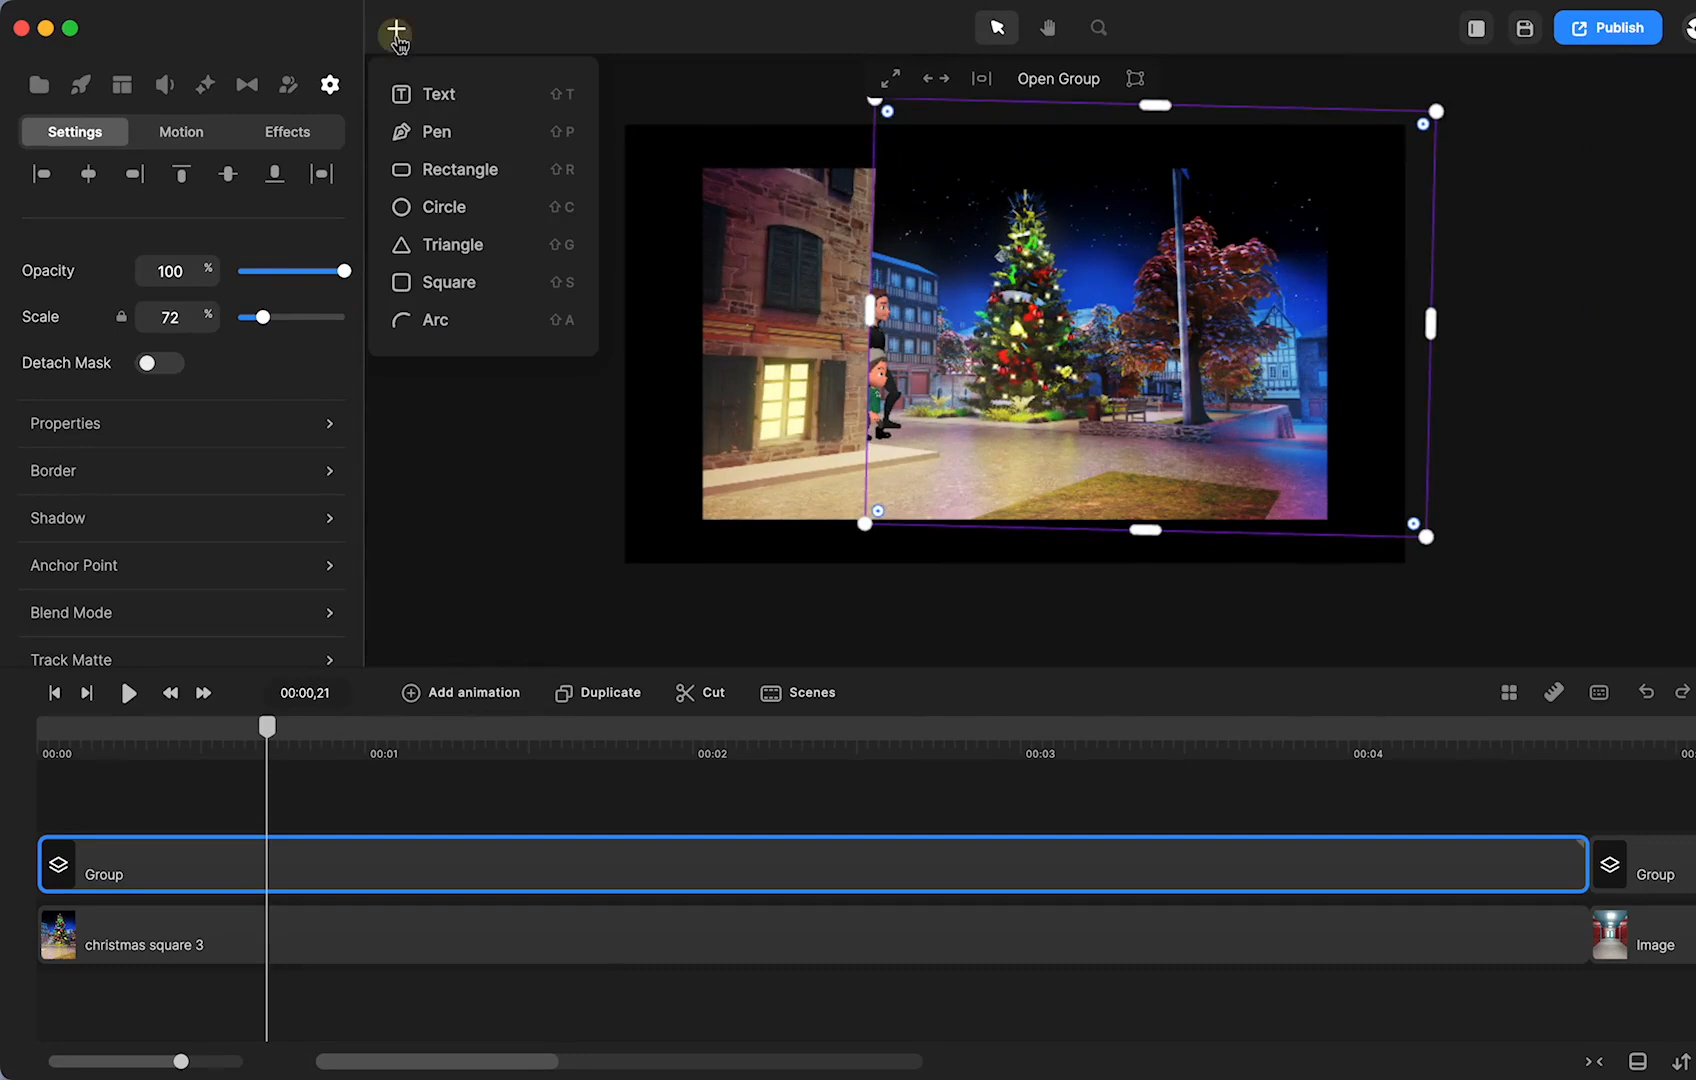 Publish
Text ⇧ T
Open Group
Settings Motion Effects
Pen ⇧ P
Rectangle ⇧ R
Circle ⇧ C
Triangle ⇧ G
Opacity 100 %
Square ⇧ S
Scale 72 %
Arc ⇧ A
Detach Mask
Properties
Border
Shadow
Anchor Point
Blend Mode
Track Matte
00:00,21 Add animation Duplicate Cut Scenes
00:00 00:01 00:02 00:03 00:04 00:
Group Group
christmas square 3 Image